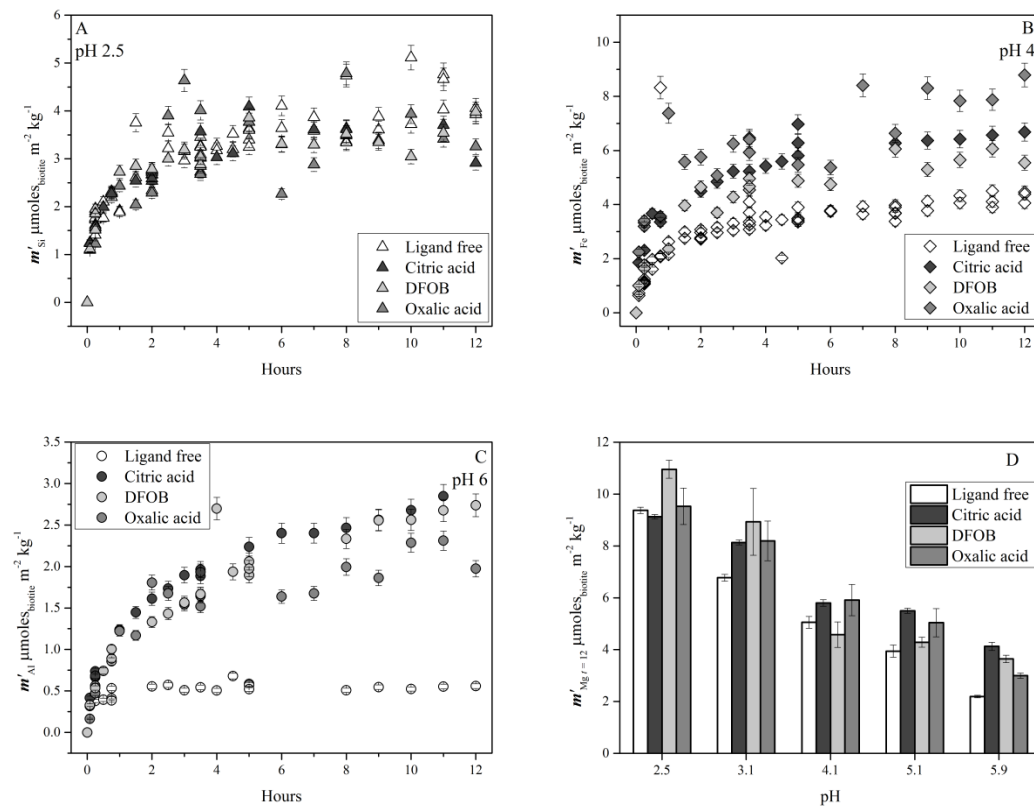 A
pH 2.5
m′Si μmolesbiotite m-2 kg-1
6
5
4
3
2
1
0
Ligand free
Citric acid
DFOB
Oxalic acid
0 2 4 6 8 10 12
Hours
B
pH 4
m′Fe μmolesbiotite m-2 kg-1
10
8
6
4
2
0
Ligand free
Citric acid
DFOB
Oxalic acid
0 2 4 6 8 10 12
Hours
C
pH 6
m′Al μmolesbiotite m-2 kg-1
3.5
3.0
2.5
2.0
1.5
1.0
0.5
0.0
Ligand free
Citric acid
DFOB
Oxalic acid
0 2 4 6 8 10 12
Hours
D
m′Mg t = 12 μmolesbiotite m-2 kg-1
12
10
8
6
4
2
0
Ligand free
Citric acid
DFOB
Oxalic acid
2.5 3.1 4.1 5.1 5.9
pH